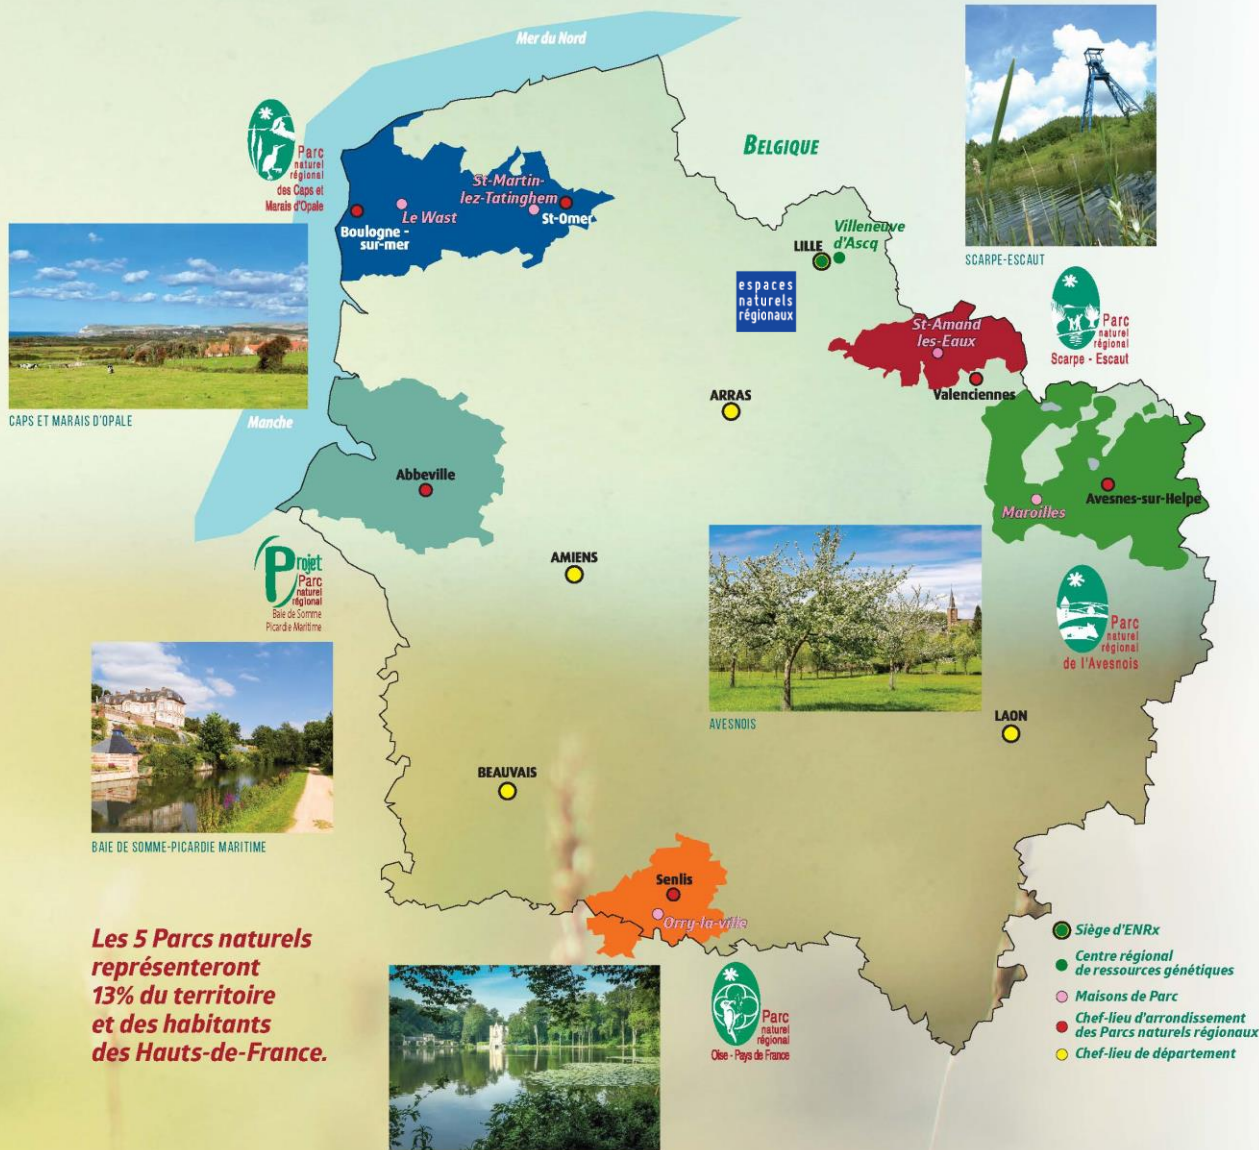 Mer du Nord
BELGIQUE
Parc
naturel
régional
des Caps et
Marais d'Opale
St-Martin-
lez-Tatinghem
Le Wast
St-Omer
Boulogne -
sur-mer
Villeneuve
d'Ascq
LILLE
SCARPE-ESCAUT
espaces
naturels
régionaux
Parc
naturel
régional
Scarpe - Escaut
St-Amand
les-Eaux
Valenciennes
CAPS ET MARAIS D'OPALE
Manche
ARRAS
Abbeville
Avesnes-sur-Helpe
Maroilles
AMIENS
Projet
Parc
naturel
régional
Baie de Somme
Picardie Maritime
Parc
naturel
régional
de l'Avesnois
AVESNOIS
LAON
BEAUVAIS
BAIE DE SOMME-PICARDIE MARITIME
Senlis
Orry-la-ville
Les 5 Parcs naturels
représenteront
13% du territoire
et des habitants
des Hauts-de-France.
Parc
naturel
régional
Oise - Pays de France
Siège d'ENRx
Centre régional
de ressources génétiques
Maisons de Parc
Chef-lieu d'arrondissement
des Parcs naturels régionaux
Chef-lieu de département